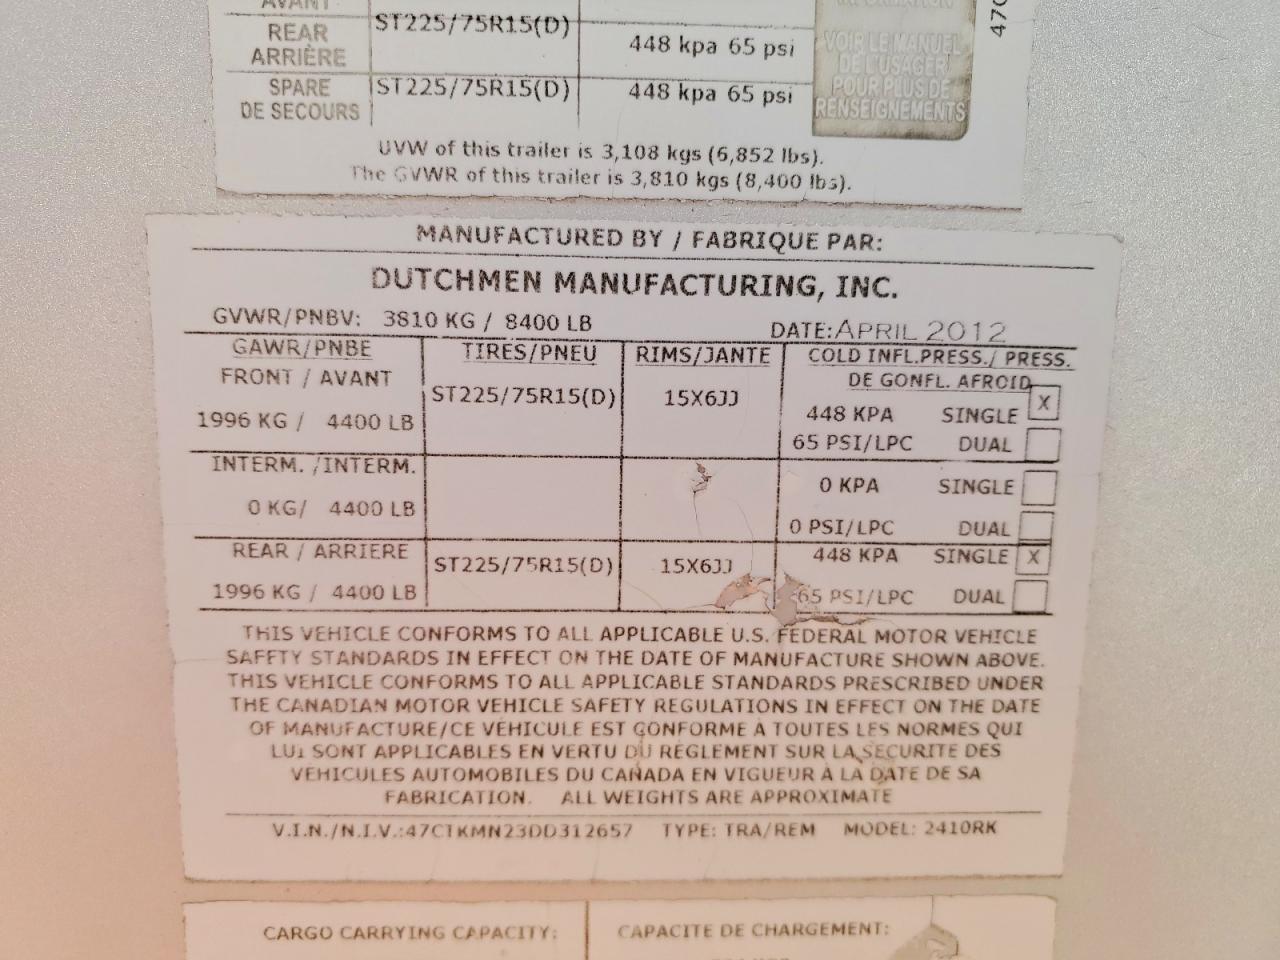 AVANT
ST225/75R15(D)
REAR
ARRIÈRE
448 kpa 65 psi
SPARE
DE SECOURS
ST225/75R15(D)
448 kpa 65 psi
INFORMATION
VOIR LE MANUEL
DE L'USAGER
POUR PLUS DE
RENSEIGNEMENTS
UVW of this trailer is 3,108 kgs (6,852 lbs).
The GVWR of this trailer is 3,810 kgs (8,400 lbs).
MANUFACTURED BY / FABRIQUE PAR:
DUTCHMEN MANUFACTURING, INC.
GVWR/PNBV: 3810 KG / 8400 LB DATE:APRIL 2012
GAWR/PNBE TIRES/PNEU RIMS/JANTE COLD INFL.PRESS./ PRESS.
DE GONFL. AFROID
FRONT / AVANT ST225/75R15(D) 15X6JJ
1996 KG / 4400 LB 448 KPA SINGLE X
65 PSI/LPC DUAL
INTERM. /INTERM. 0 KPA SINGLE
0 KG/ 4400 LB 0 PSI/LPC DUAL
REAR / ARRIERE ST225/75R15(D) 15X6JJ 448 KPA SINGLE X
1996 KG / 4400 LB 65 PSI/LPC DUAL
THIS VEHICLE CONFORMS TO ALL APPLICABLE U.S. FEDERAL MOTOR VEHICLE
SAFFTY STANDARDS IN EFFECT ON THE DATE OF MANUFACTURE SHOWN ABOVE.
THIS VEHICLE CONFORMS TO ALL APPLICABLE STANDARDS PRESCRIBED UNDER
THE CANADIAN MOTOR VEHICLE SAFETY REGULATIONS IN EFFECT ON THE DATE
OF MANUFACTURE/CE VÉHICULE EST CONFORME À TOUTES LES NORMES QUI
LUI SONT APPLICABLES EN VERTU DU RÉGLEMENT SUR LA SECURITE DES
VÉHICULES AUTOMOBILES DU CANADA EN VIGUEUR À LA DATE DE SA
FABRICATION. ALL WEIGHTS ARE APPROXIMATE
V.I.N./N.I.V.:47CTKMN23DD312657 TYPE: TRA/REM MODEL: 2410RK
CARGO CARRYING CAPACITY: CAPACITE DE CHARGEMENT: